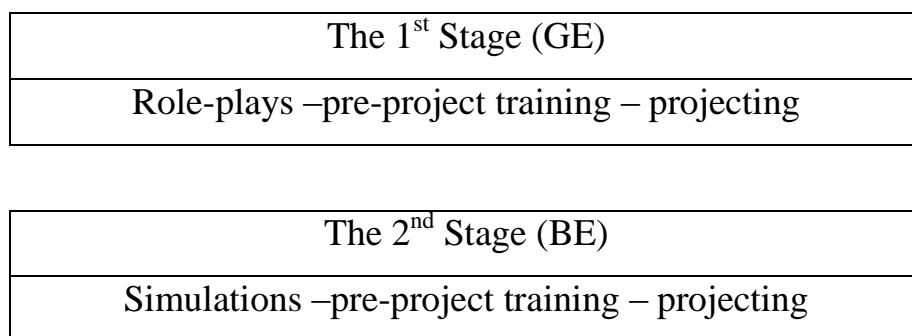 The 1st Stage (GE)
Role-plays –pre-project training – projecting
The 2nd Stage (BE)
Simulations –pre-project training – projecting